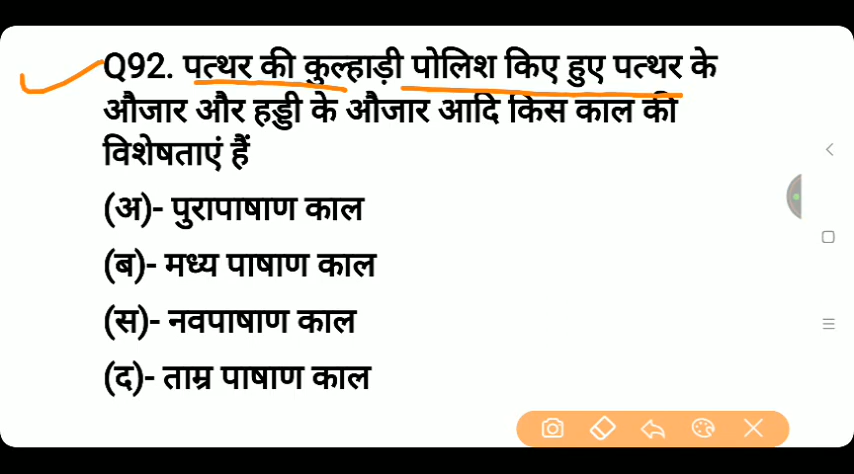 Q92. पत्थर की कुल्हाड़ी पोलिश किए हुए पत्थर के
औजार और हड्डी के औजार आदि किस काल की
विशेषताएं हैं
(अ)- पुरापाषाण काल
(ब)- मध्य पाषाण काल
(स)- नवपाषाण काल
(द)- ताम्र पाषाण काल